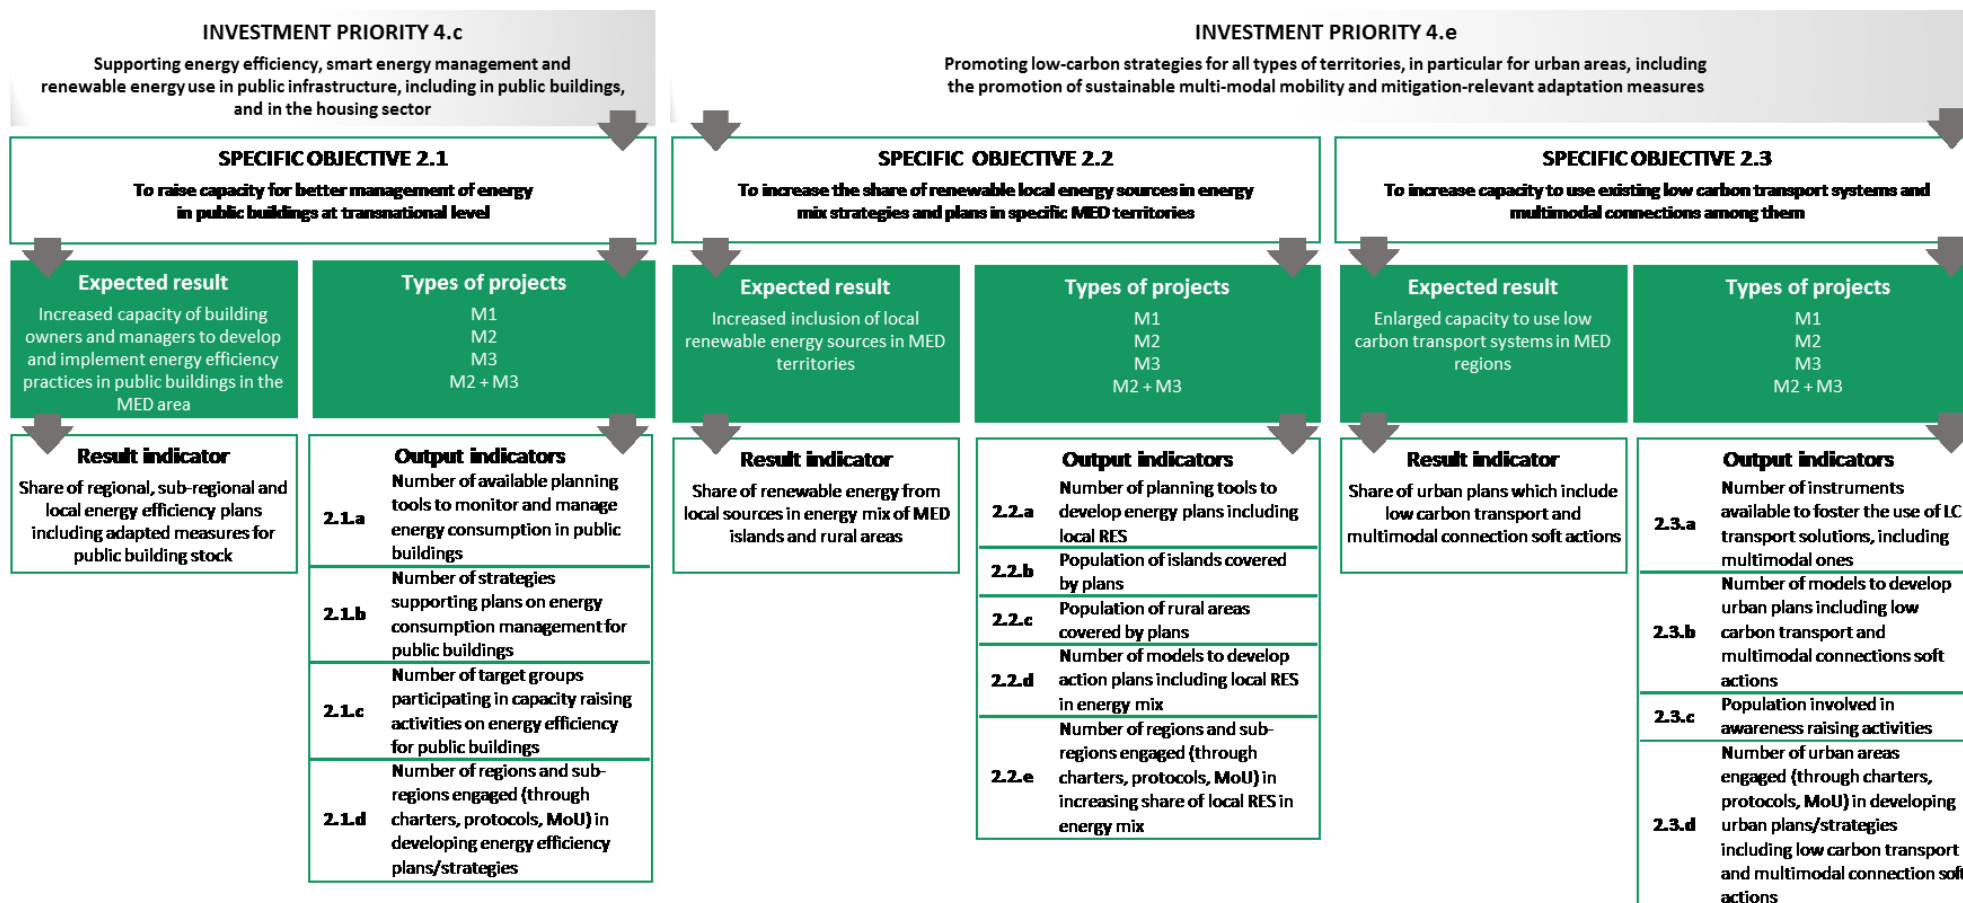 INVESTMENT PRIORITY 4.c
Supporting energy efficiency, smart energy management and
renewable energy use in public infrastructure, including in public buildings,
and in the housing sector
INVESTMENT PRIORITY 4.e
Promoting low-carbon strategies for all types of territories, in particular for urban areas, including
the promotion of sustainable multi-modal mobility and mitigation-relevant adaptation measures
SPECIFIC OBJECTIVE 2.1
To raise capacity for better management of energy
in public buildings at transnational level
SPECIFIC OBJECTIVE 2.2
To increase the share of renewable local energy sources in energy
mix strategies and plans in specific MED territories
SPECIFIC OBJECTIVE 2.3
To increase capacity to use existing low carbon transport systems and
multimodal connections among them
Expected result
Increased capacity of building
owners and managers to develop
and implement energy efficiency
practices in public buildings in the
MED area
Types of projects
M1
M2
M3
M2 + M3
Expected result
Increased inclusion of local
renewable energy sources in MED
territories
Types of projects
M1
M2
M3
M2 + M3
Expected result
Enlarged capacity to use low
carbon transport systems in MED
regions
Types of projects
M1
M2
M3
M2 + M3
Result indicator
Share of regional, sub-regional and
local energy efficiency plans
including adapted measures for
public building stock
Output indicators
2.1.a
Number of available planning
tools to monitor and manage
energy consumption in public
buildings
2.1.b
Number of strategies
supporting plans on energy
consumption management for
public buildings
2.1.c
Number of target groups
participating in capacity raising
activities on energy efficiency
for public buildings
2.1.d
Number of regions and sub-
regions engaged (through
charters, protocols, MoU) in
developing energy efficiency
plans/strategies
Result indicator
Share of renewable energy from
local sources in energy mix of MED
islands and rural areas
Output indicators
2.2.a
Number of planning tools to
develop energy plans including
local RES
2.2.b
Population of islands covered
by plans
2.2.c
Population of rural areas
covered by plans
2.2.d
Number of models to develop
action plans including local RES
in energy mix
2.2.e
Number of regions and sub-
regions engaged (through
charters, protocols, MoU) in
increasing share of local RES in
energy mix
Result indicator
Share of urban plans which include
low carbon transport and
multimodal connection soft actions
Output indicators
2.3.a
Number of instruments
available to foster the use of LC
transport solutions, including
multimodal ones
2.3.b
Number of models to develop
urban plans including low
carbon transport and
multimodal connections soft
actions
2.3.c
Population involved in
awareness raising activities
2.3.d
Number of urban areas
engaged (through charters,
protocols, MoU) in developing
urban plans/strategies
including low carbon transport
and multimodal connection soft
actions